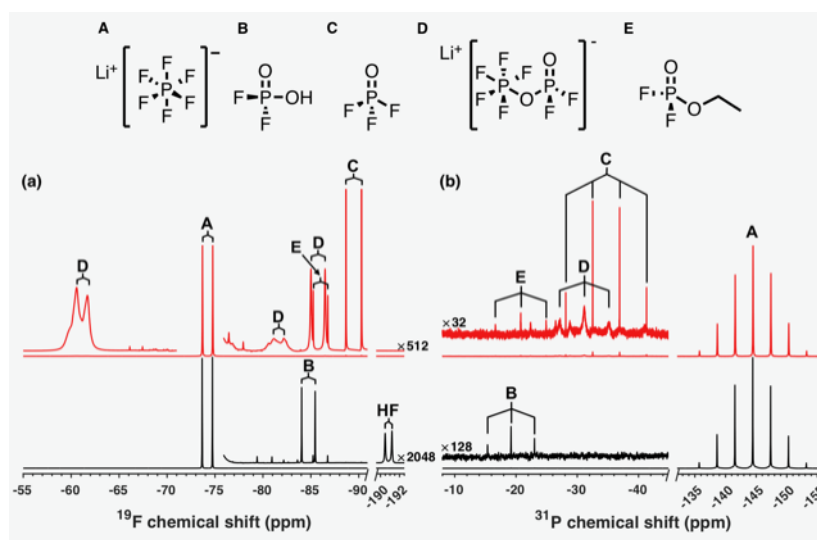 A B C D E
Li+ [ F F F P F F F ]−
O F P OH F
O F P F F
Li+ [ F F F P F F O O P F F ]−
O F P O F
(a)
C
A
D
E D
D
×512
B
HF
×2048
-55 -60 -65 -70 -75 -80 -85 -90 -190 -192
19F chemical shift (ppm)
(b)
C
A
E D
×32
B
×128
-10 -20 -30 -40 -135 -140 -145 -150 -155
31P chemical shift (ppm)